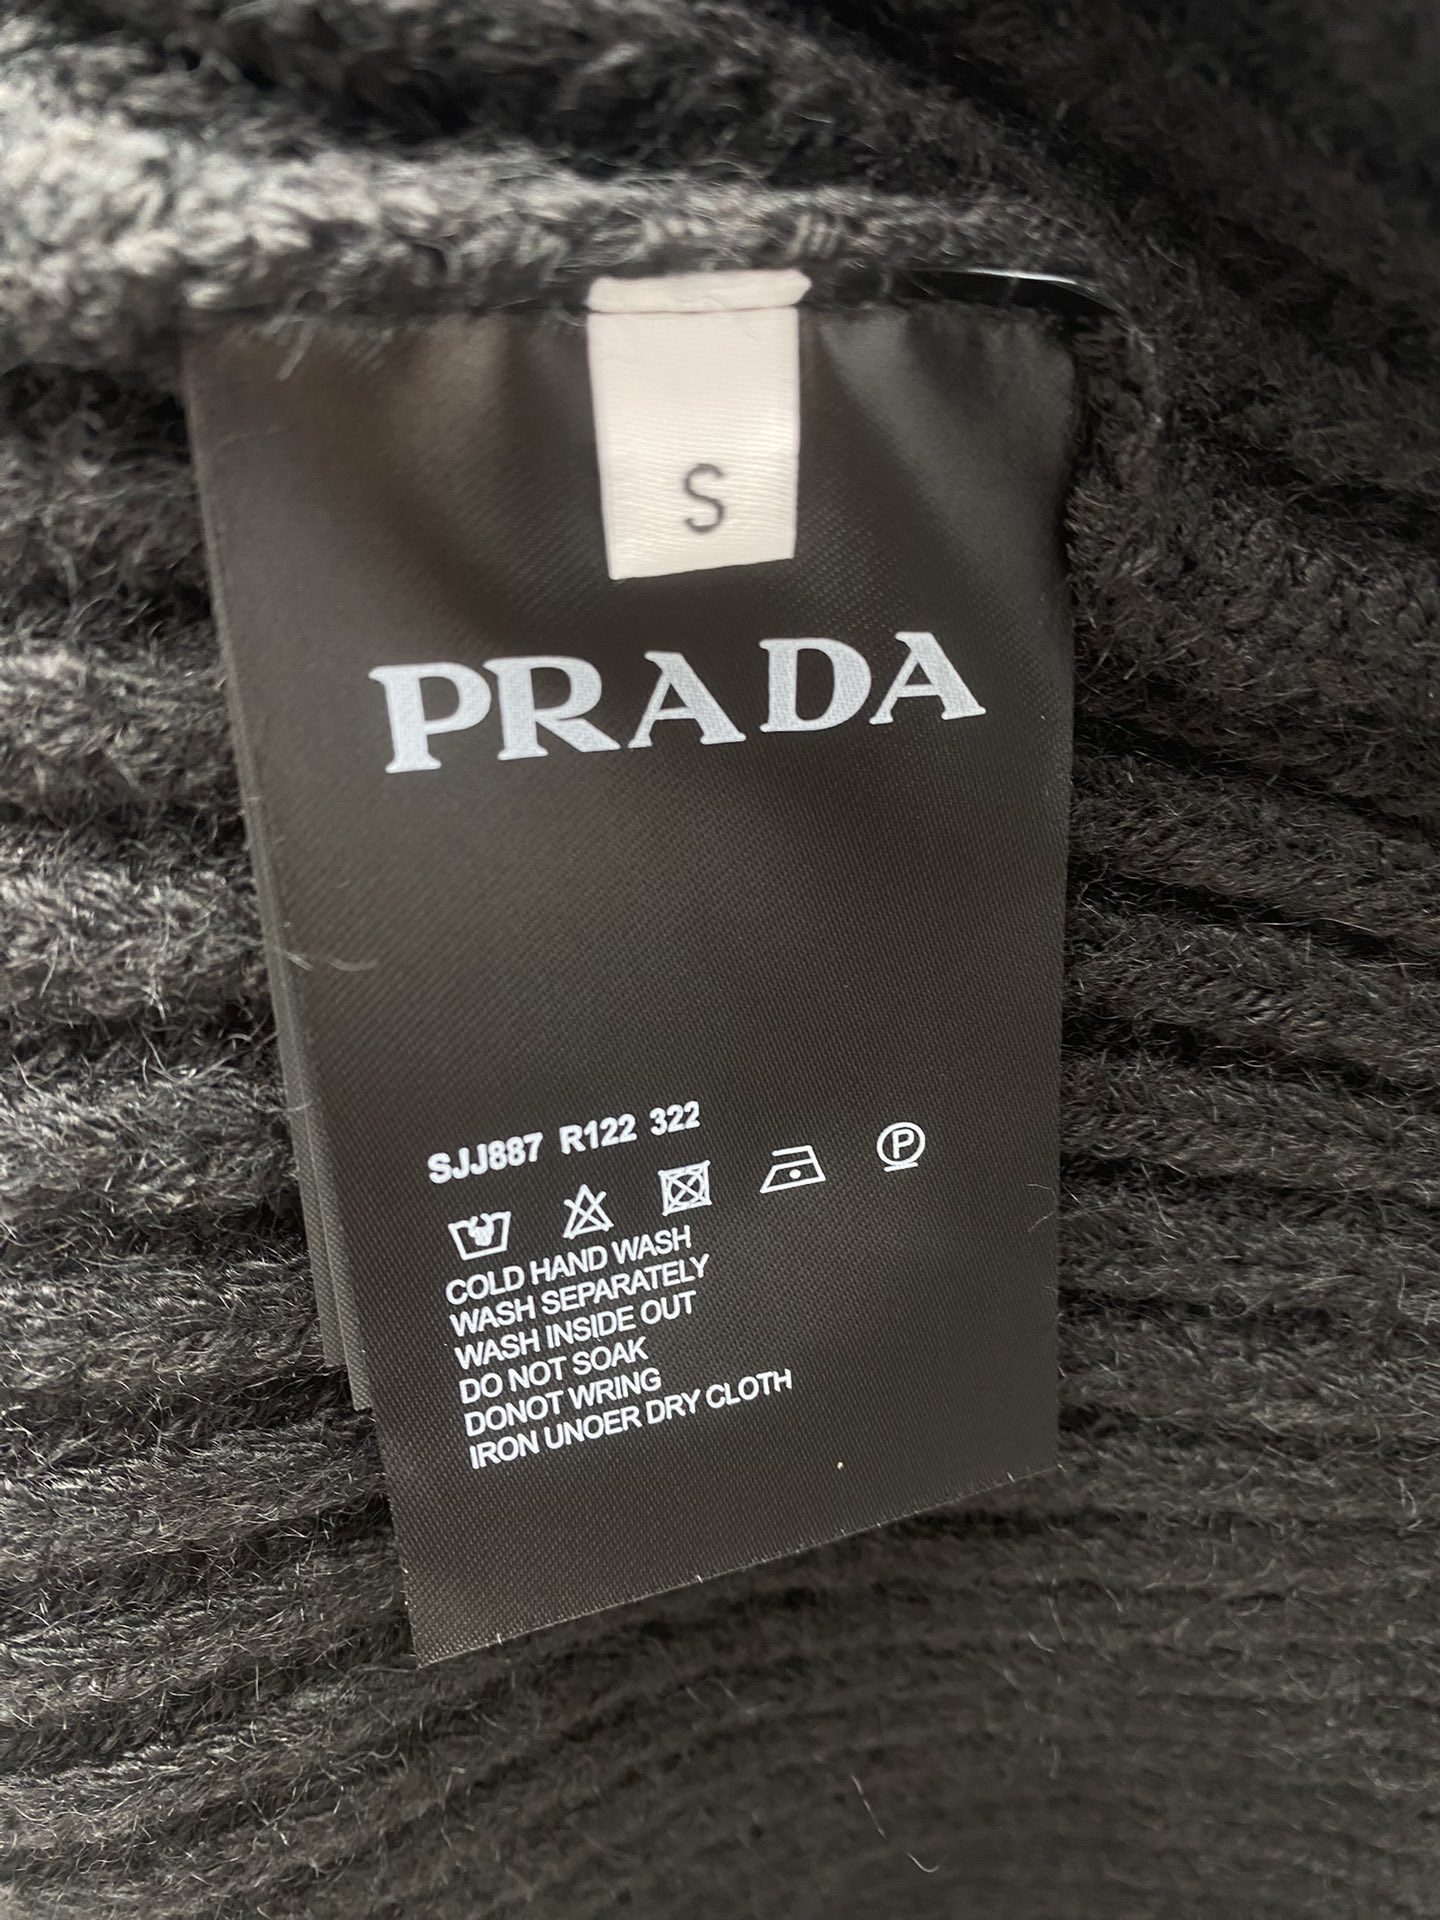 S
PRADA
SJJ887 R122 322
P
COLD HAND WASH
WASH SEPARATELY
WASH INSIDE OUT
DO NOT SOAK
DONOT WRING
IRON UNOER DRY CLOTH